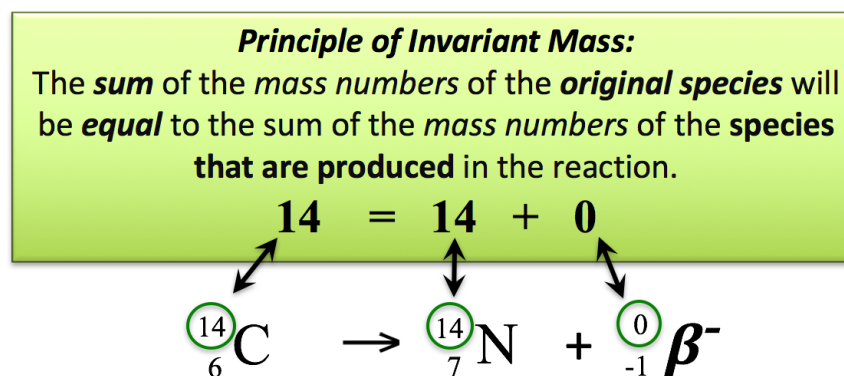 Principle of Invariant Mass:
The sum of the mass numbers of the original species will
be equal to the sum of the mass numbers of the species
that are produced in the reaction.
14 = 14 + 0
14 6 C → 14 7 N + 0 -1 β-